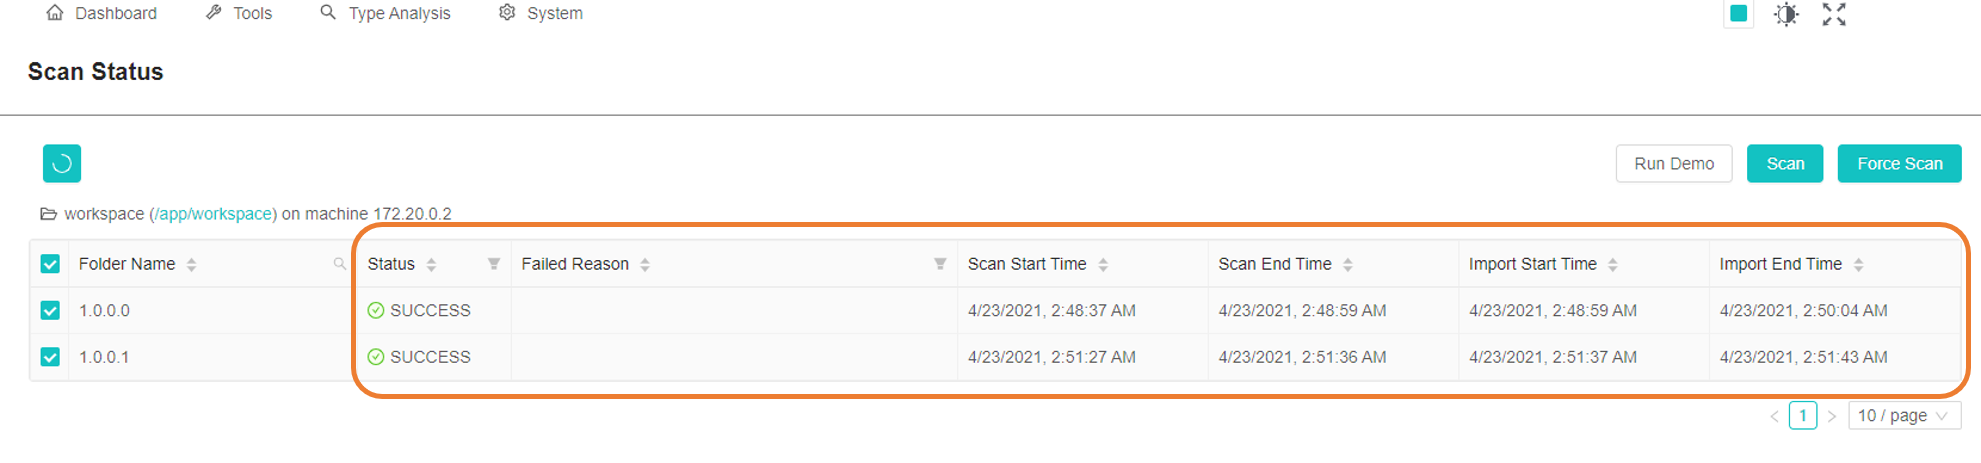 Dashboard Tools Type Analysis System
Scan Status
Run Demo Scan Force Scan
workspace (/app/workspace) on machine 172.20.0.2
Folder Name Status Failed Reason Scan Start Time Scan End Time Import Start Time Import End Time
1.0.0.0 SUCCESS 4/23/2021, 2:48:37 AM 4/23/2021, 2:48:59 AM 4/23/2021, 2:48:59 AM 4/23/2021, 2:50:04 AM
1.0.0.1 SUCCESS 4/23/2021, 2:51:27 AM 4/23/2021, 2:51:36 AM 4/23/2021, 2:51:37 AM 4/23/2021, 2:51:43 AM
< 1 > 10 / page